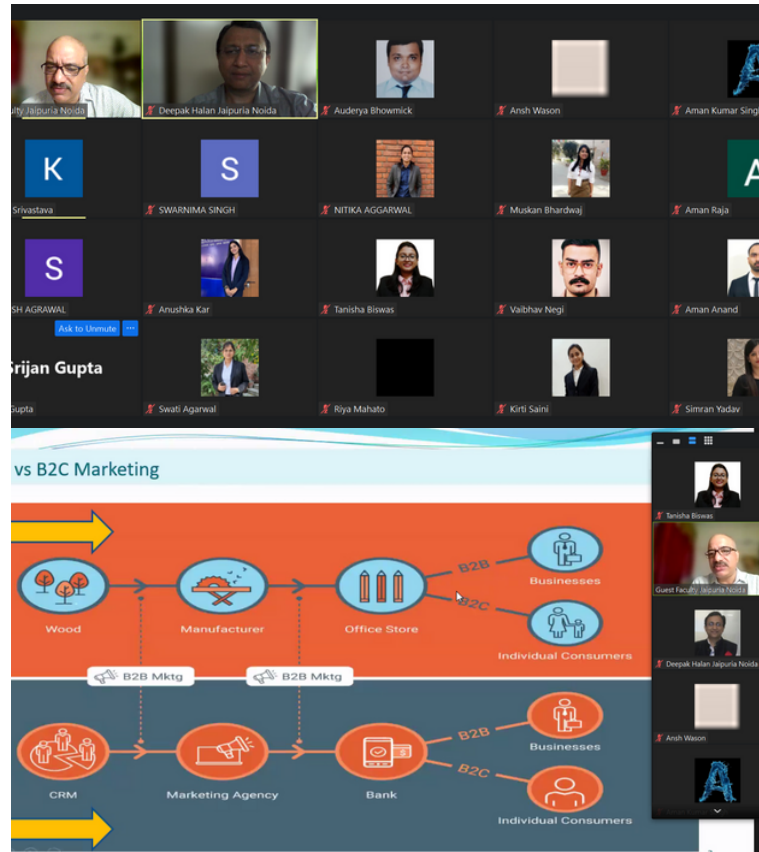 ulty Jaipuria Noida
Deepak Halan Jaipuria Noida
Auderya Bhowmick
Ansh Wason
Aman Kumar Sing
K
Srivastava
S
SWARNIMA SINGH
NITIKA AGGARWAL
Muskan Bhardwaj
A
Aman Raja
S
SH AGRAWAL
Anushka Kar
Tanisha Biswas
Vaibhav Negi
Aman Anand
Ask to Unmute
Srijan Gupta
Gupta
Swati Agarwal
Riya Mahato
Kirti Saini
Simran Yadav
vs B2C Marketing
Wood
Manufacturer
Office Store
B2B
Businesses
B2C
Individual Consumers
B2B Mktg
B2B Mktg
CRM
Marketing Agency
Bank
B2B
Businesses
B2C
Individual Consumers
Tanisha Biswas
Guest Faculty Jaipuria Noida
Deepak Halan Jaipuria Noida
Ansh Wason